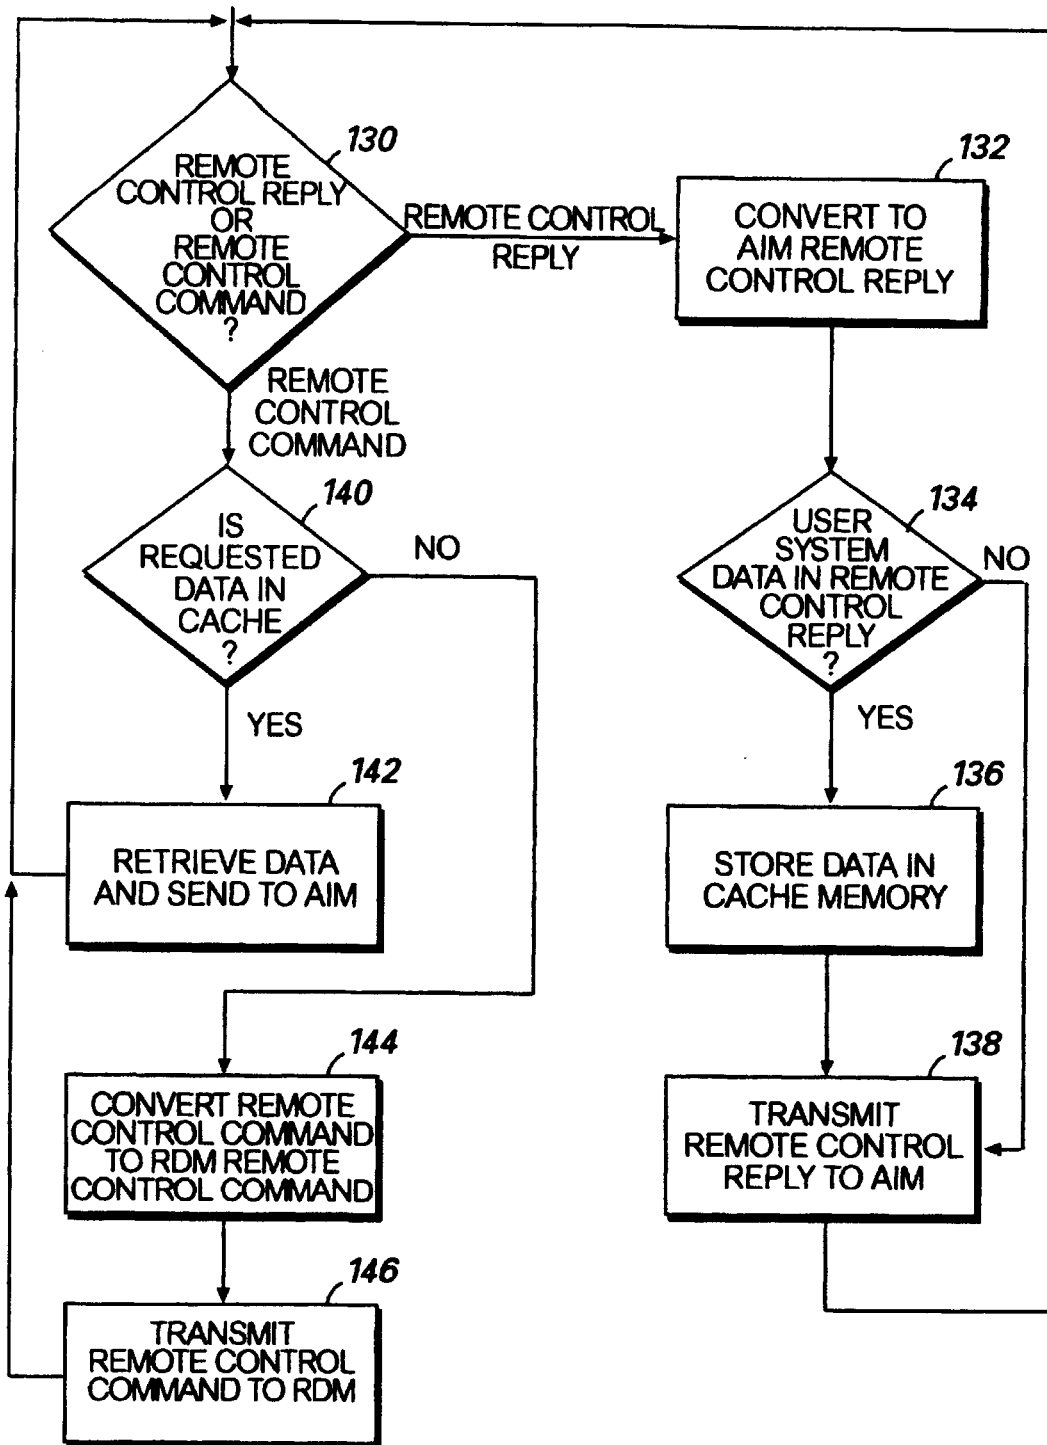 130
REMOTE
CONTROL REPLY
OR
REMOTE
CONTROL
COMMAND
?
REMOTE CONTROL
REPLY
132
CONVERT TO
AIM REMOTE
CONTROL REPLY
REMOTE
CONTROL
COMMAND
140
IS
REQUESTED
DATA IN
CACHE
?
NO
YES
134
USER
SYSTEM
DATA IN REMOTE
CONTROL
REPLY
?
NO
YES
142
RETRIEVE DATA
AND SEND TO AIM
136
STORE DATA IN
CACHE MEMORY
144
CONVERT REMOTE
CONTROL COMMAND
TO RDM REMOTE
CONTROL COMMAND
138
TRANSMIT
REMOTE CONTROL
REPLY TO AIM
146
TRANSMIT
REMOTE CONTROL
COMMAND TO RDM